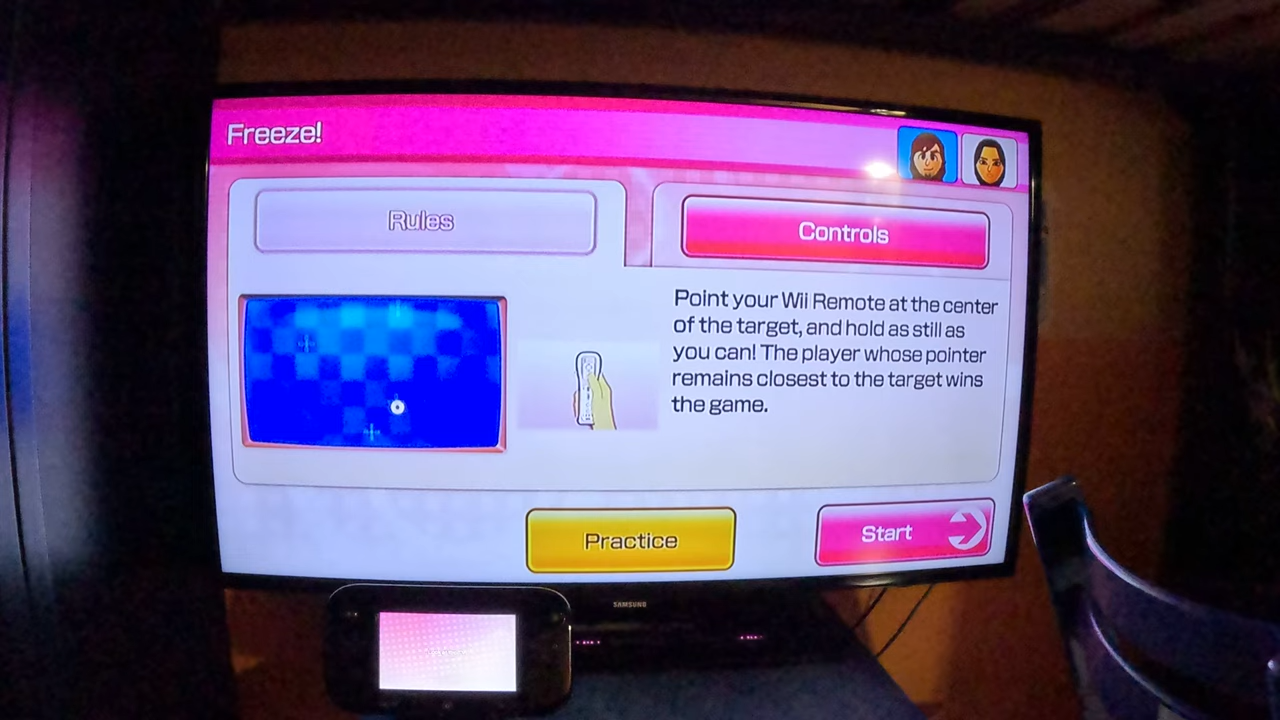 Freeze!
Rules
Controls
Point your Wii Remote at the center
of the target, and hold as still as
you can! The player whose pointer
remains closest to the target wins
the game.
Practice
Start
SAMSUNG